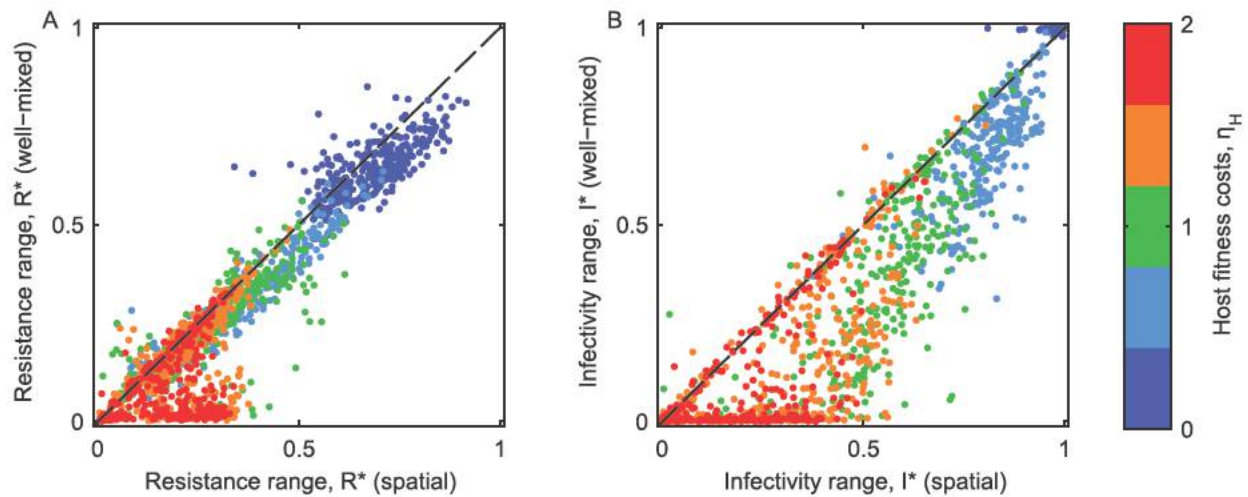 A
Resistance range, R* (well-mixed)
1
0.5
0
0
0.5
1
Resistance range, R* (spatial)
B
Infectivity range, I* (well-mixed)
1
0.5
0
0
0.5
1
Infectivity range, I* (spatial)
2
1
0
Host fitness costs, η_H